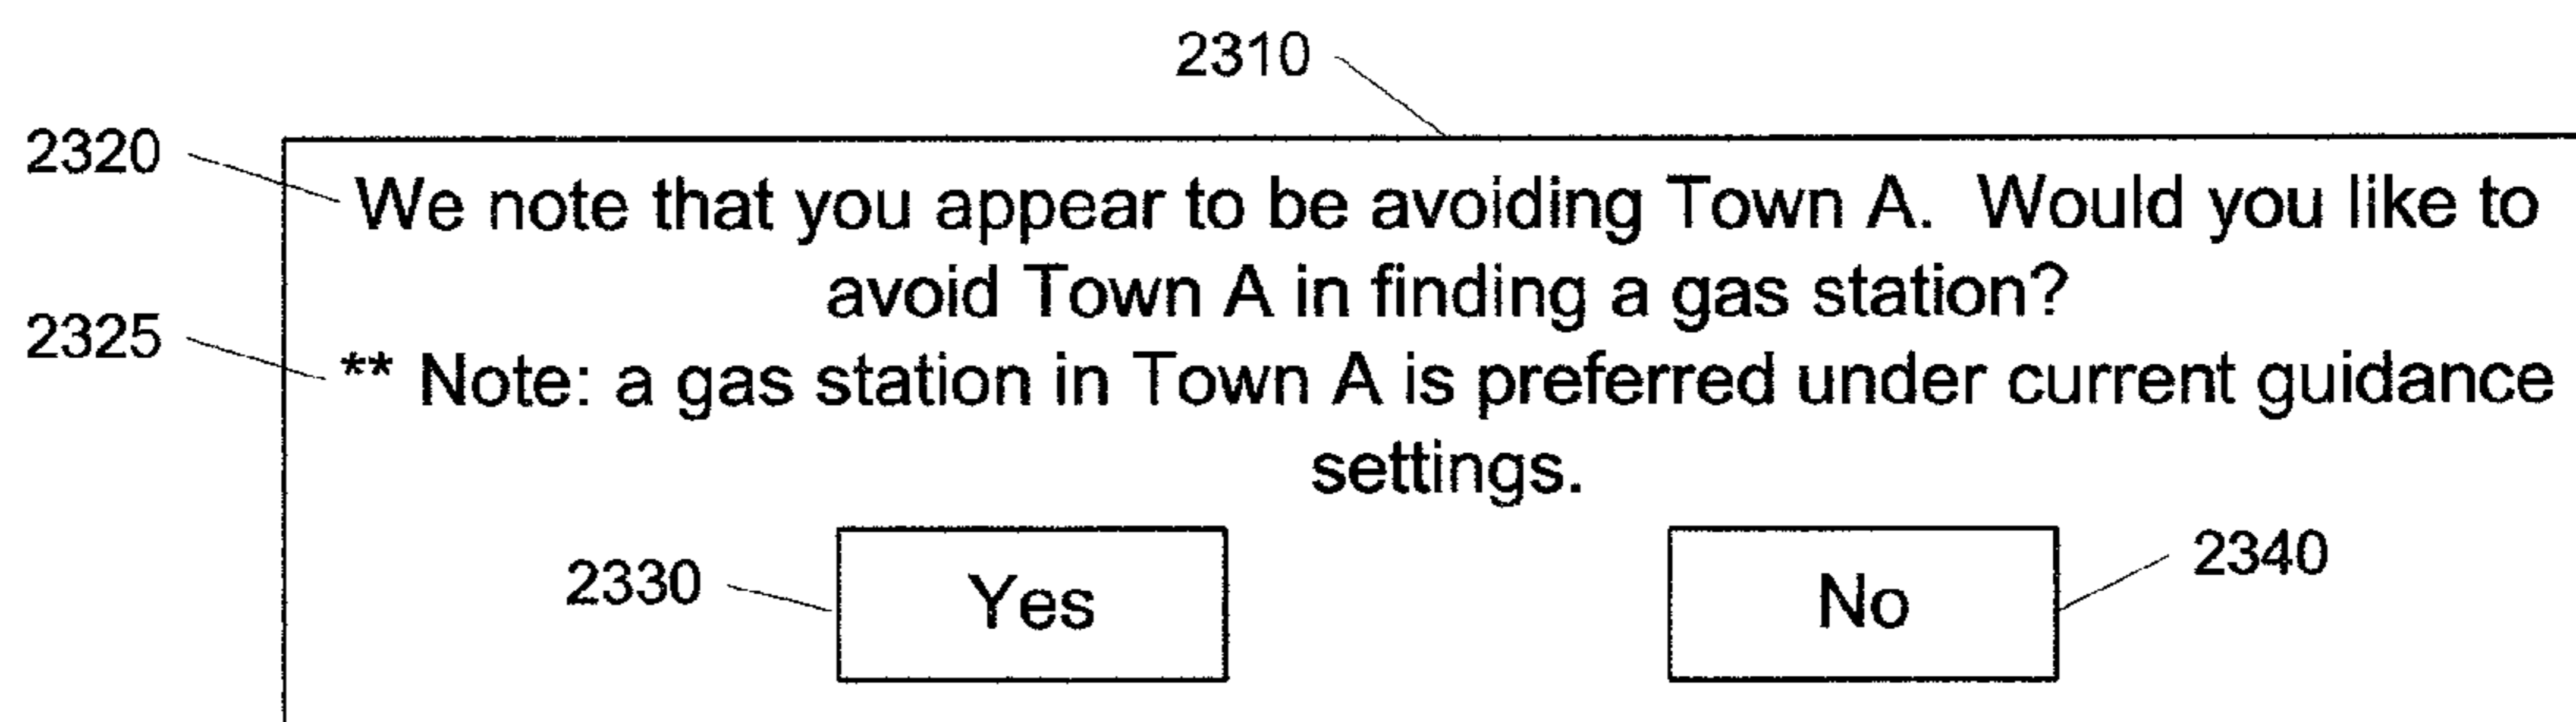 2310
2320
We note that you appear to be avoiding Town A. Would you like to
avoid Town A in finding a gas station?
2325
** Note: a gas station in Town A is preferred under current guidance
settings.
2330
Yes
No
2340